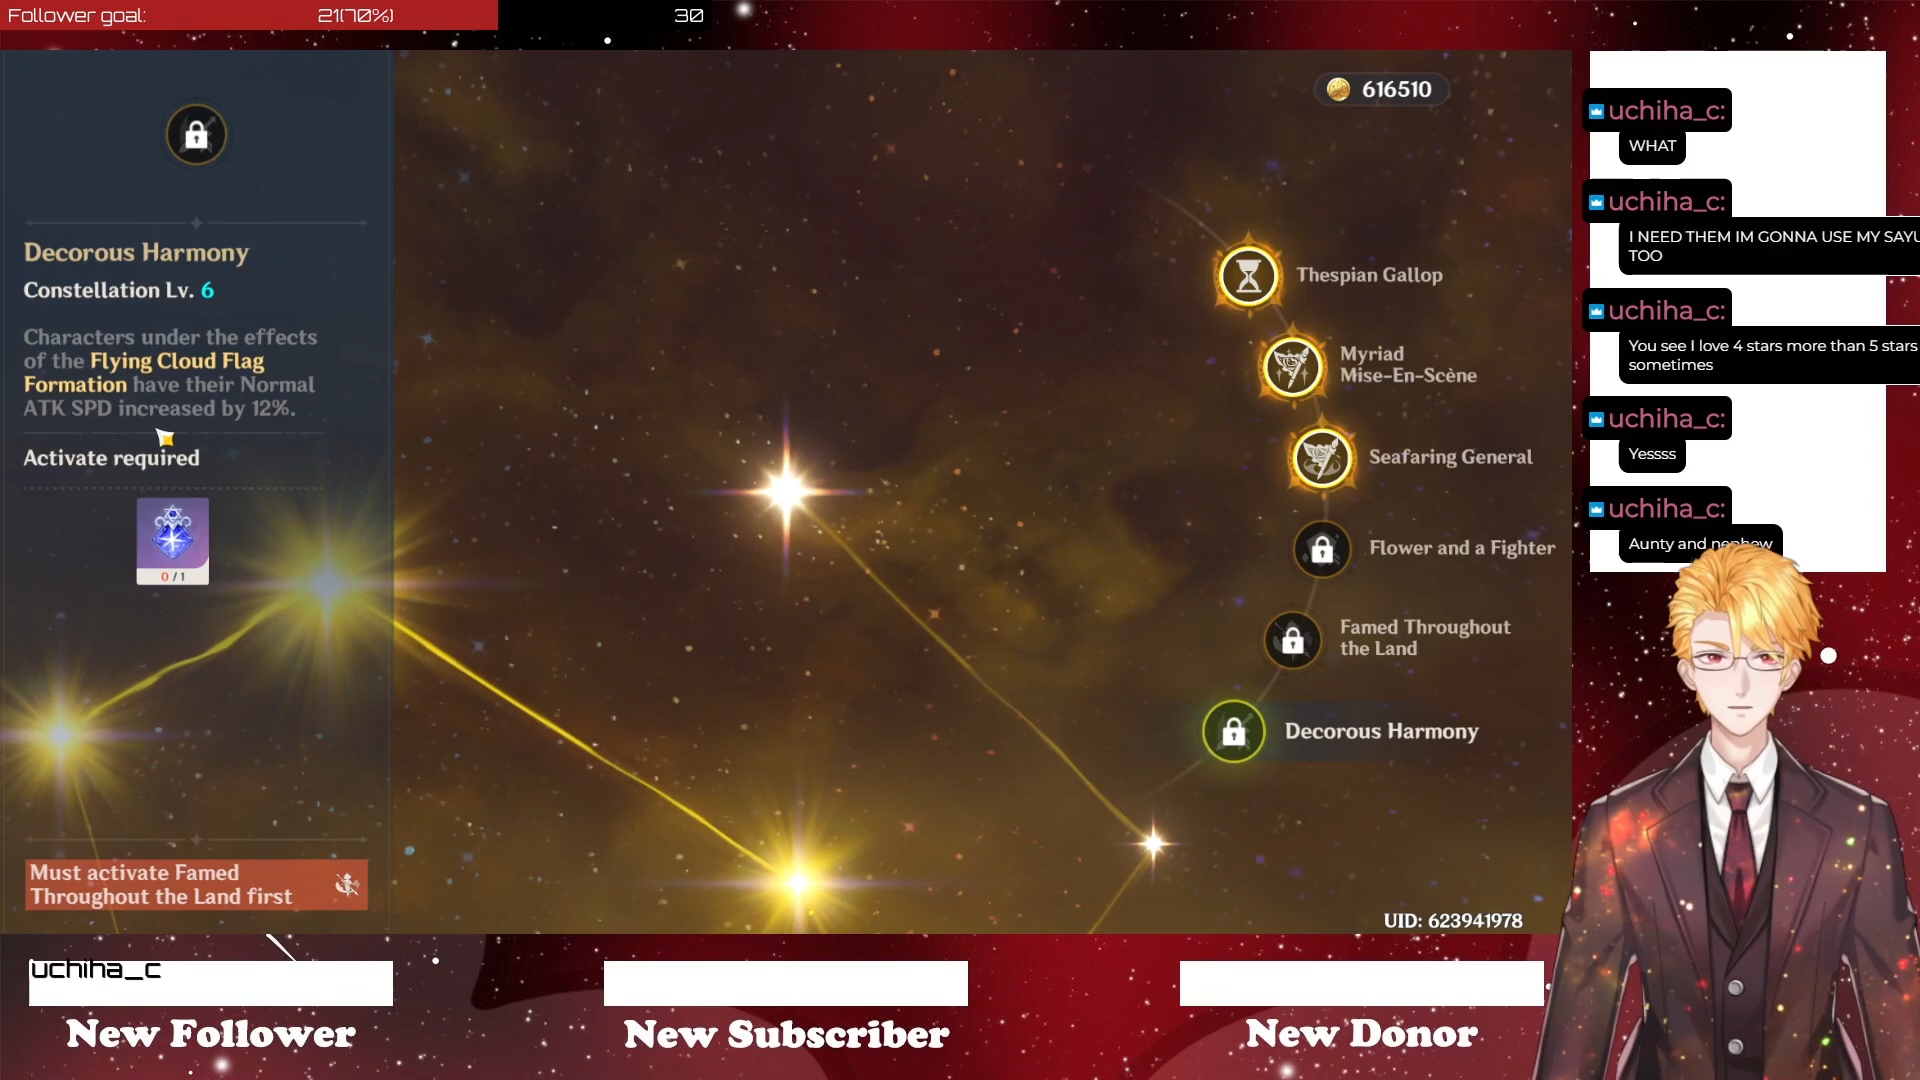 Follower goal: 21(70%) 30
616510
Decorous Harmony
Constellation Lv. 6
Characters under the effects
of the Flying Cloud Flag
Formation have their Normal
ATK SPD increased by 12%.
Activate required
0 / 1
Must activate Famed
Throughout the Land first
Thespian Gallop
Myriad
Mise-En-Scène
Seafaring General
Flower and a Fighter
Famed Throughout
the Land
Decorous Harmony
UID: 623941978
uchiha_c:
WHAT
uchiha_c:
I NEED THEM IM GONNA USE MY SAYU
TOO
uchiha_c:
You see I love 4 stars more than 5 stars
sometimes
uchiha_c:
Yessss
uchiha_c:
Aunty and nephew
uchiha_c
New Follower
New Subscriber
New Donor